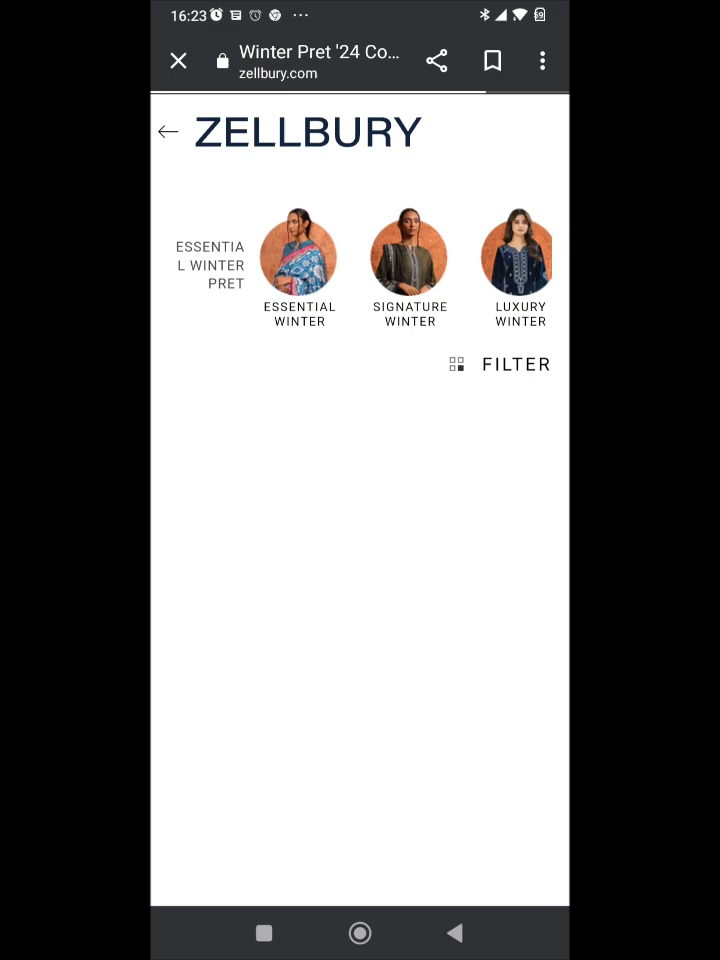 16:23
59
Winter Pret '24 Co...
zellbury.com
ZELLBURY
ESSENTIA
L WINTER
PRET
ESSENTIAL
WINTER
SIGNATURE
WINTER
LUXURY
WINTER
FILTER